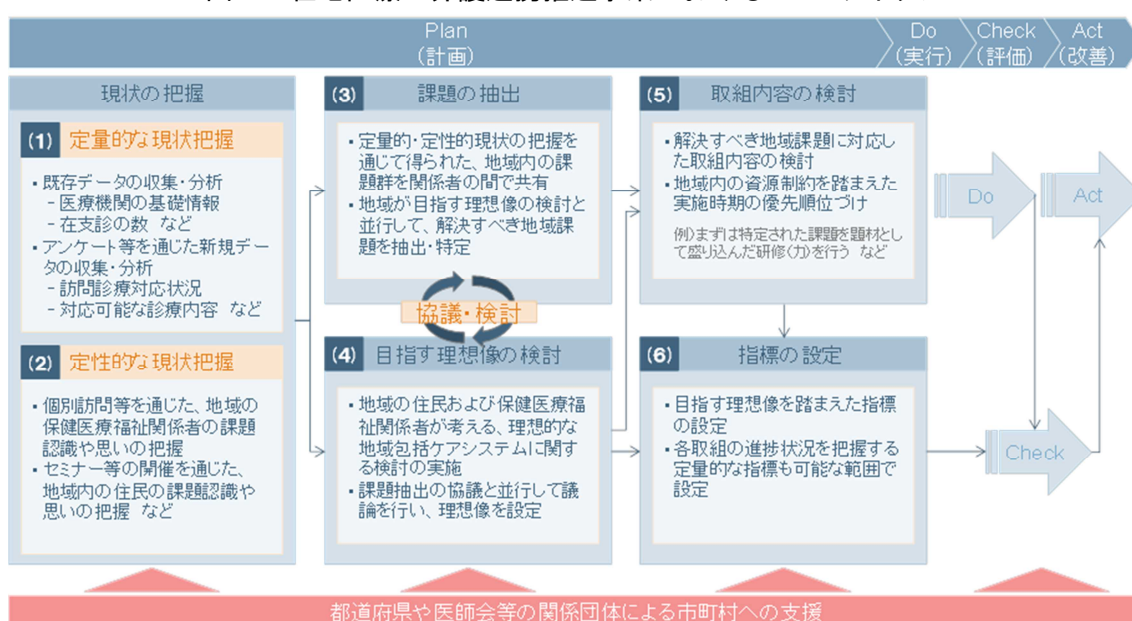 Plan
(計画)
Do
(実行)
Check
(評価)
Act
(改善)
現状の把握
(1) 定量的な現状把握
▪ 既存データの収集・分析
－医療機関の基礎情報
－在支診の数 など
▪ アンケート等を通じた新規デー
タの収集・分析
－訪問診療対応状況
－対応可能な診療内容 など
(2) 定性的な現状把握
▪ 個別訪問等を通じた、地域の
保健医療福祉関係者の課題
認識や思いの把握
▪ セミナー等の開催を通じた、
地域内の住民の課題認識や
思いの把握 など
(3) 課題の抽出
▪ 定量的・定性的現状の把握を
通じて得られた、地域内の課
題群を関係者の間で共有
▪ 地域が目指す理想像の検討と
並行して、解決すべき地域課
題を抽出・特定
協議・検討
(4) 目指す理想像の検討
▪ 地域の住民および保健医療福
祉関係者が考える、理想的な
地域包括ケアシステムに関す
る検討の実施
▪ 課題抽出の協議と並行して議
論を行い、理想像を設定
(5) 取組内容の検討
▪ 解決すべき地域課題に対応し
た取組内容の検討
▪ 地域内の資源制約を踏まえた
実施時期の優先順位づけ
例）まずは特定された課題を題材とし
て盛り込んだ研修（力）を行う など
(6) 指標の設定
▪ 目指す理想像を踏まえた指標
の設定
▪ 各取組の進捗状況を把握する
定量的な指標も可能な範囲で
設定
Do
Act
Check
都道府県や医師会等の関係団体による市町村への支援